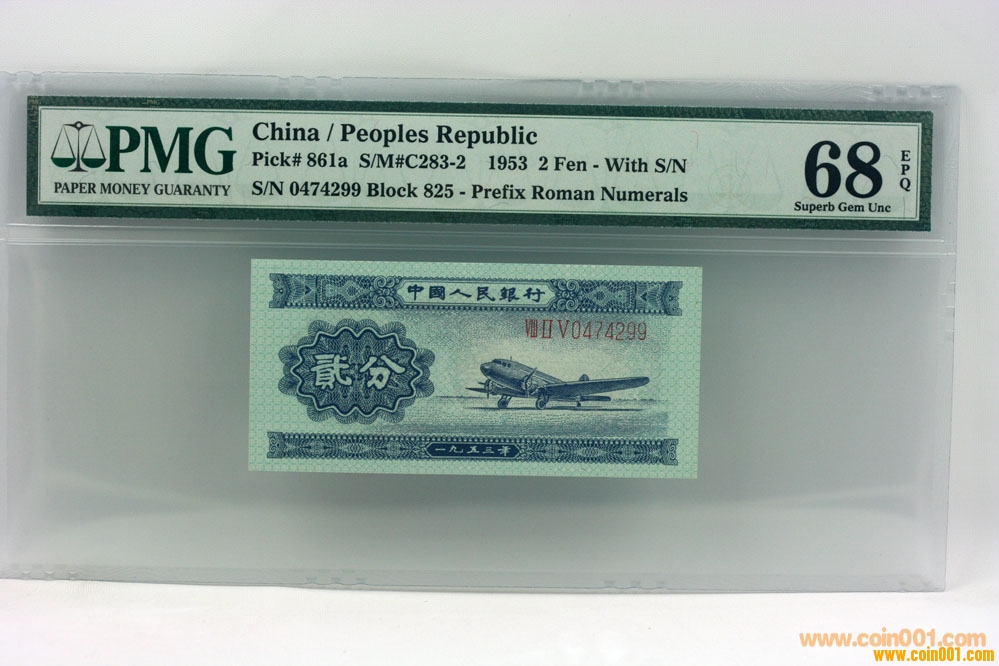 PMG
PAPER MONEY GUARANTY
China / Peoples Republic
Pick# 861a S/M#C283-2 1953 2 Fen - With S/N
S/N 0474299 Block 825 - Prefix Roman Numerals
68
EPQ
Superb Gem Unc
中國人民銀行
VIII II V 0474299
貳分
一九五三年
www.coin001.com
www.coin001.com